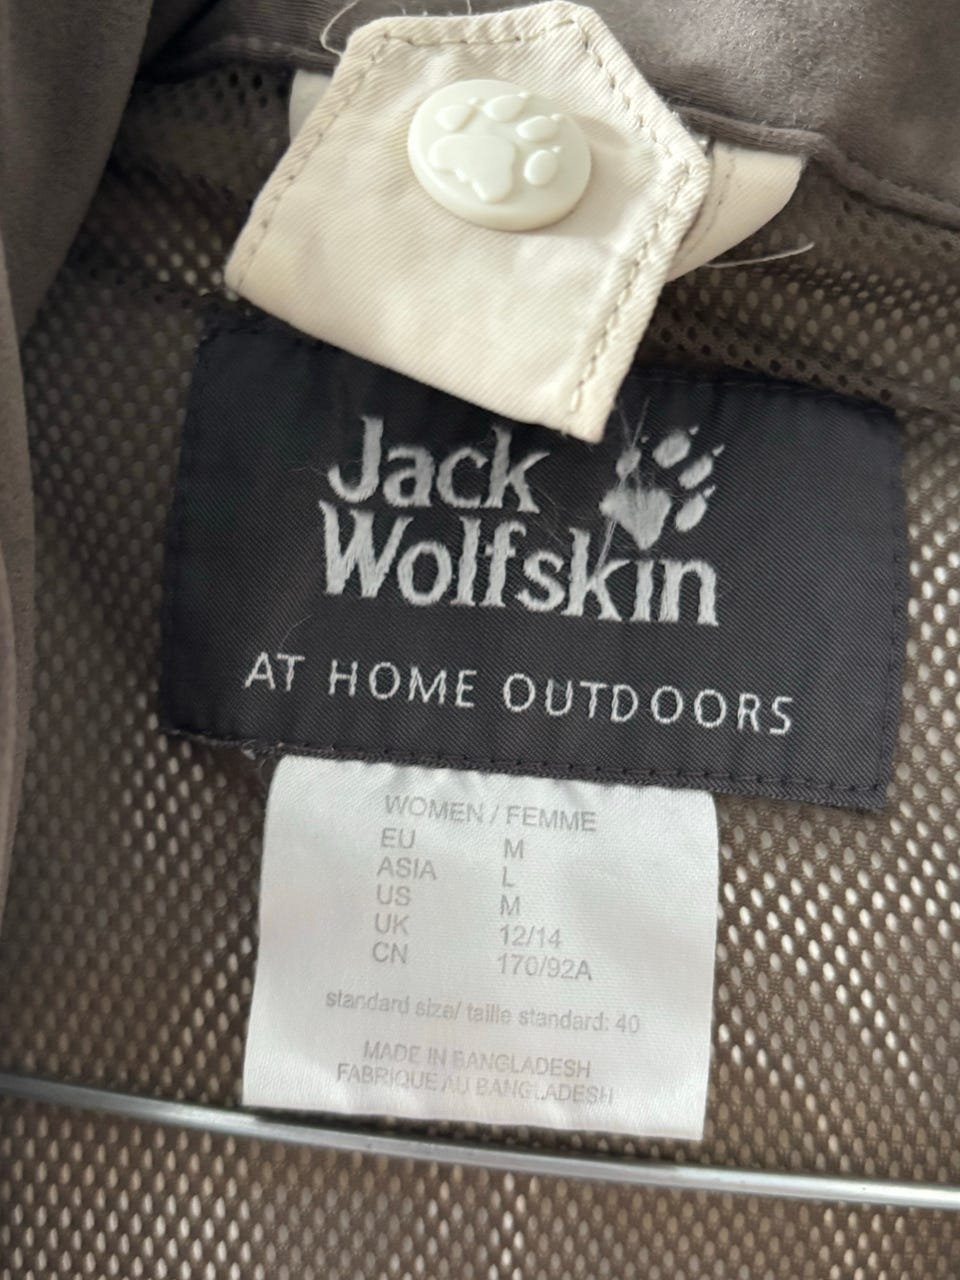 Jack
Wolfskin
AT HOME OUTDOORS
WOMEN / FEMME
EU M
ASIA L
US M
UK 12/14
CN 170/92A
standard size/ taille standard: 40
MADE IN BANGLADESH
FABRIQUE AU BANGLADESH